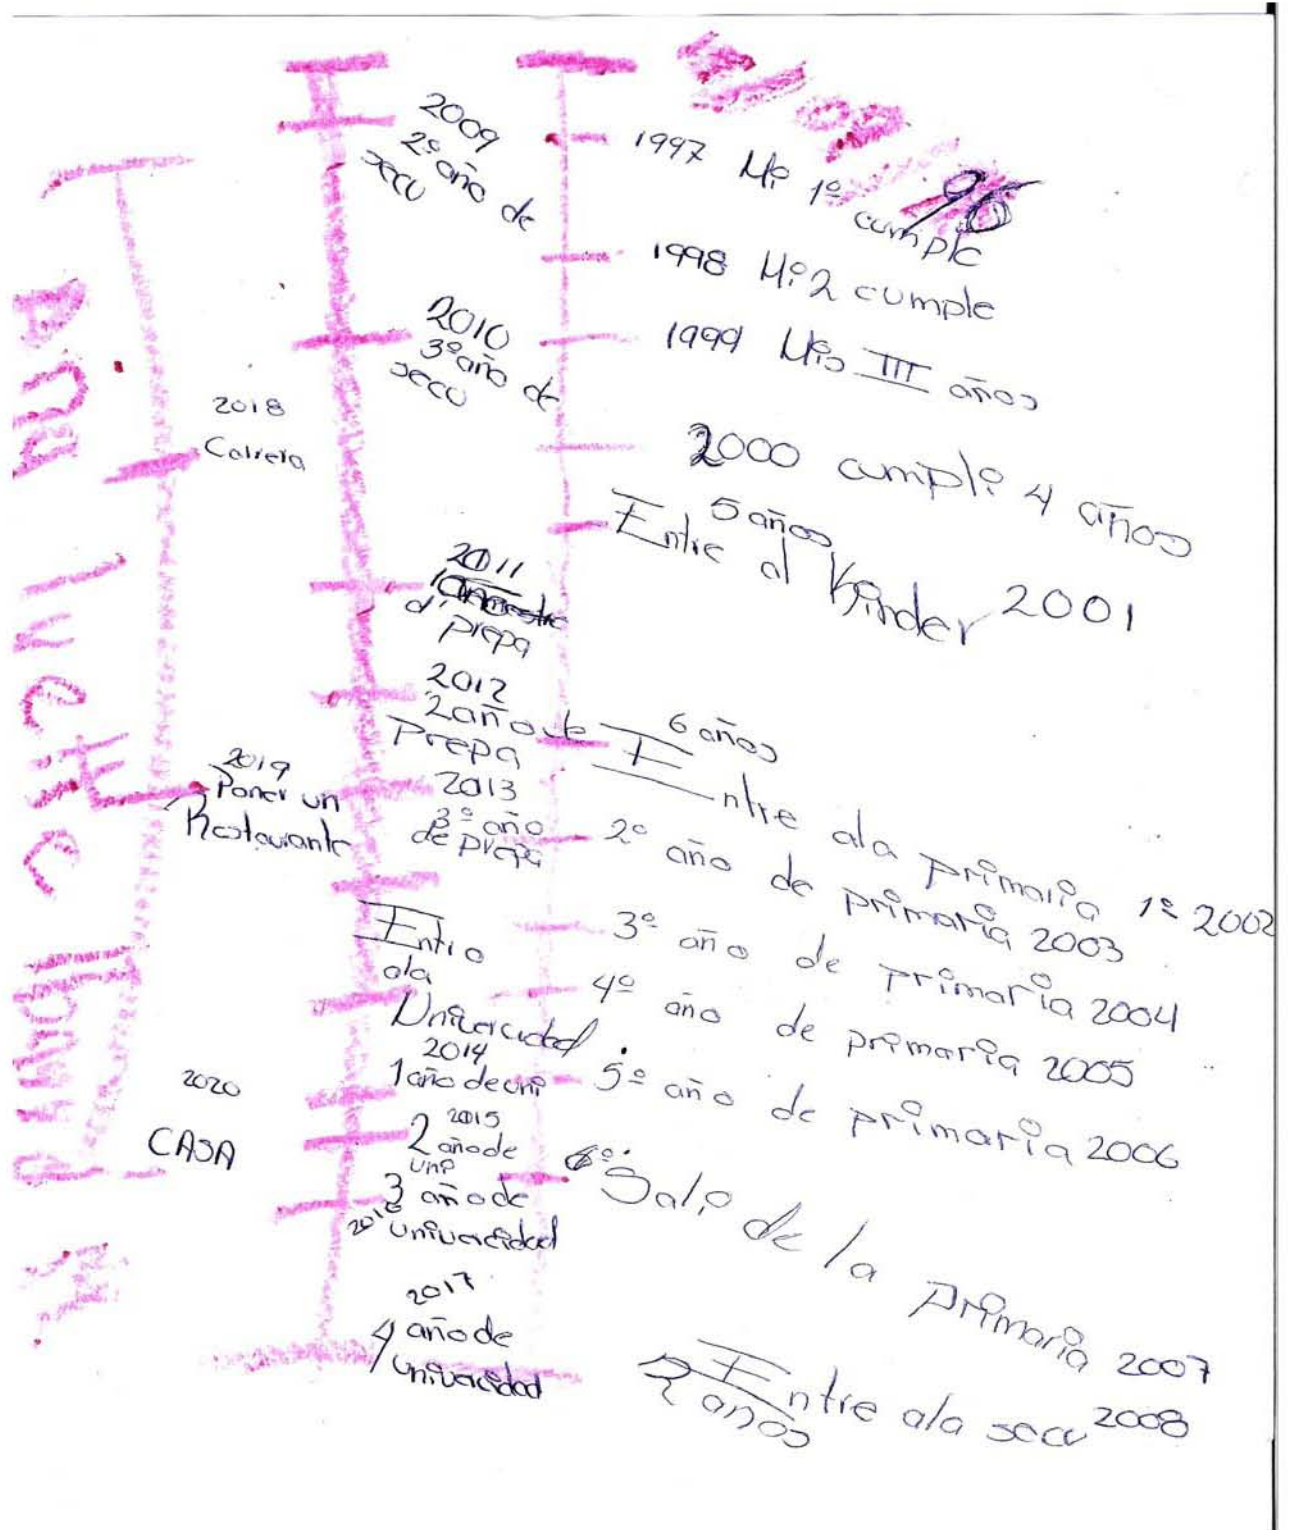 96
1997 Mi 1º
cumple
1998 Mi 2 cumple
1999 Mis III años
2000 cumpli 4 años
5 años
Entre al Kinder 2001
6 años
Entre ala primaria 1º 2002
2º año de primaria 2003
3º año de primaria 2004
4º año de primaria 2005
5º año de primaria 2006
6º Sali de la primaria 2007
Entre ala secu 2008
años
2009
2º año de
secu
2010
3º año de
secu
2011
prepa
2012
2 año de
Prepa
2013
3º año
de prepa
Entro
ala
Univercidad
2014
1 año de uni
2015
2 año de
uni
3 año de
2016 univercidad
2017
4 año de
univercidad
2018
Carrera
2019
Poner un
Restaurante
2020
CASA